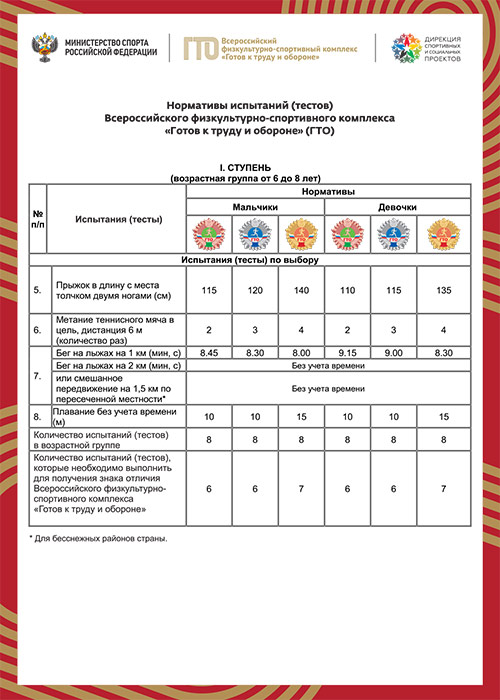 МИНИСТЕРСТВО СПОРТА
РОССИЙСКОЙ ФЕДЕРАЦИИ
ГТО
Всероссийский
физкультурно-спортивный комплекс
«Готов к труду и обороне»
ДИРЕКЦИЯ
СПОРТИВНЫХ
И СОЦИАЛЬНЫХ
ПРОЕКТОВ
Нормативы испытаний (тестов)
Всероссийского физкультурно-спортивного комплекса
«Готов к труду и обороне» (ГТО)
I. СТУПЕНЬ
(возрастная группа от 6 до 8 лет)
№
п/п
Испытания (тесты)
Нормативы
Мальчики
Девочки
ГТО ГТО ГТО ГТО ГТО ГТО
Испытания (тесты) по выбору
5. Прыжок в длину с места
толчком двумя ногами (см)
115 120 140 110 115 135
6. Метание теннисного мяча в
цель, дистанция 6 м
(количество раз)
2 3 4 2 3 4
7.
Бег на лыжах на 1 км (мин, с) 8.45 8.30 8.00 9.15 9.00 8.30
Бег на лыжах на 2 км (мин, с) Без учета времени
или смешанное
передвижение на 1,5 км по
пересеченной местности*
Без учета времени
8. Плавание без учета времени
(м)
10 10 15 10 10 15
Количество испытаний (тестов)
в возрастной группе
8 8 8 8 8 8
Количество испытаний (тестов),
которые необходимо выполнить
для получения знака отличия
Всероссийского физкультурно-
спортивного комплекса
«Готов к труду и обороне»
6 6 7 6 6 7
* Для бесснежных районов страны.